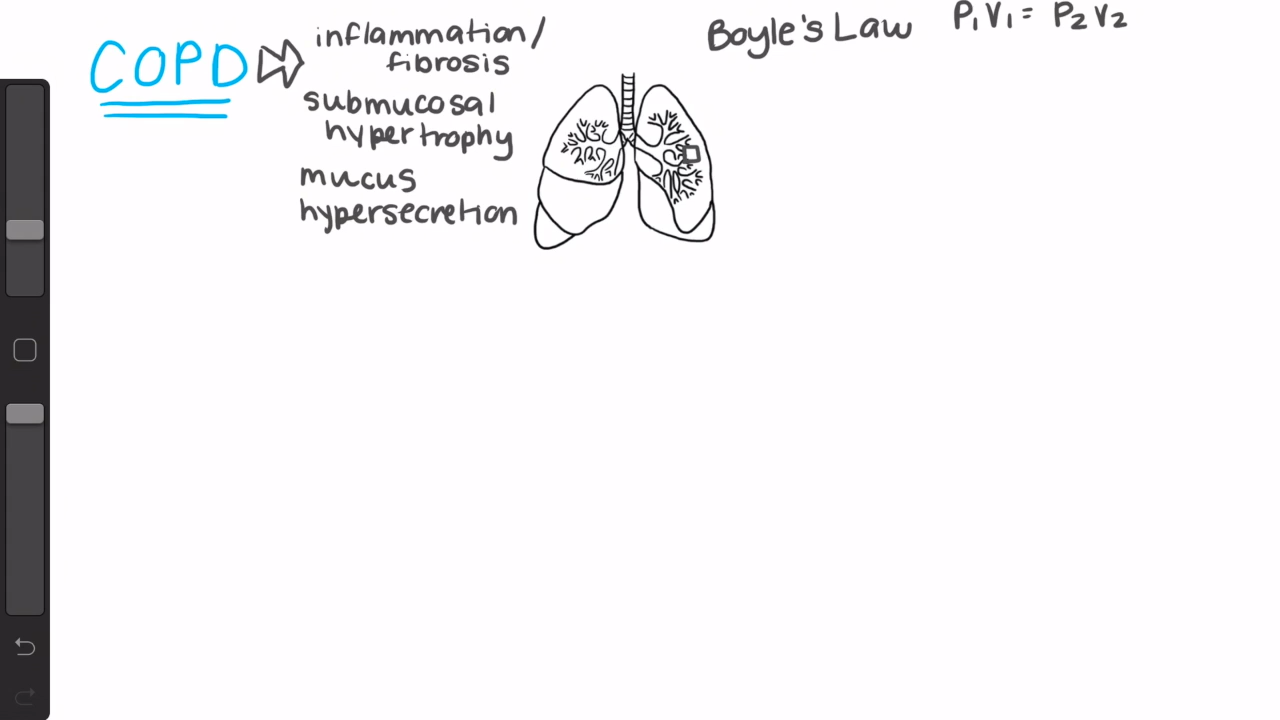 COPD
inflammation/
fibrosis
submucosal
hypertrophy
mucus
hypersecretion
Boyle's Law P₁V₁ = P₂V₂